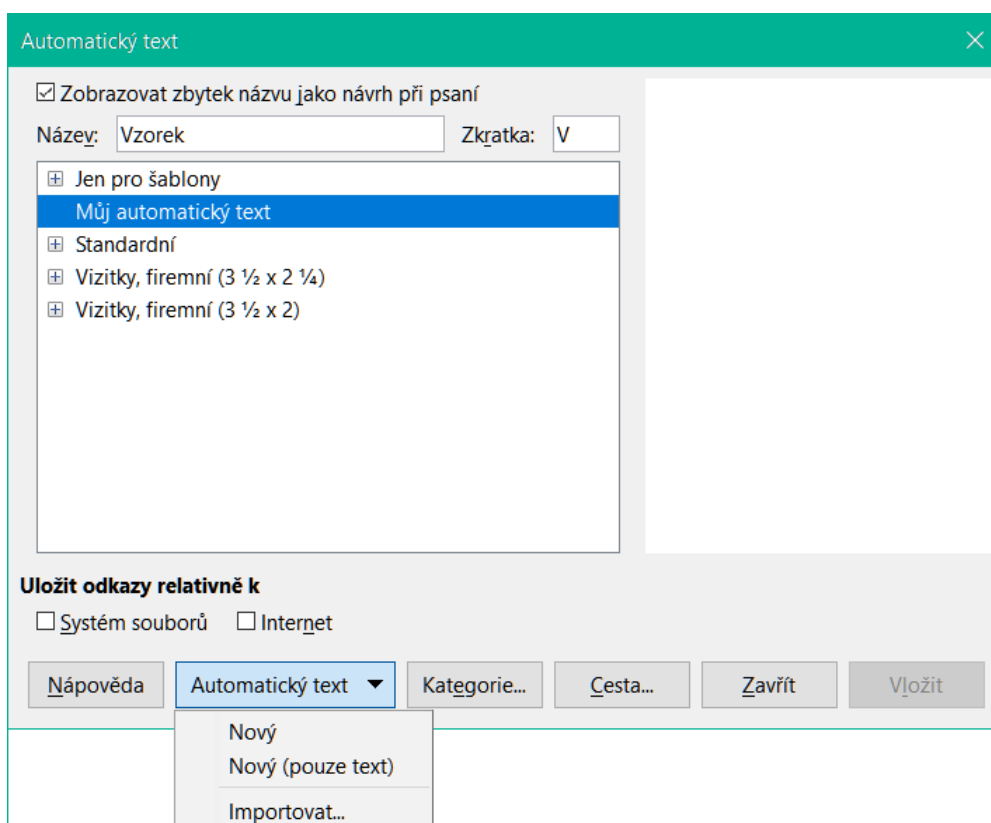 Automatický text
Zobrazovat zbytek názvu jako návrh při psaní
Název: Vzorek Zkratka: V
Jen pro šablony
Můj automatický text
Standardní
Vizitky, firemní (3 ½ x 2 ¼)
Vizitky, firemní (3 ½ x 2)
Uložit odkazy relativně k
Systém souborů Internet
Nápověda Automatický text Kategorie... Cesta... Zavřít Vložit
Nový
Nový (pouze text)
Importovat...